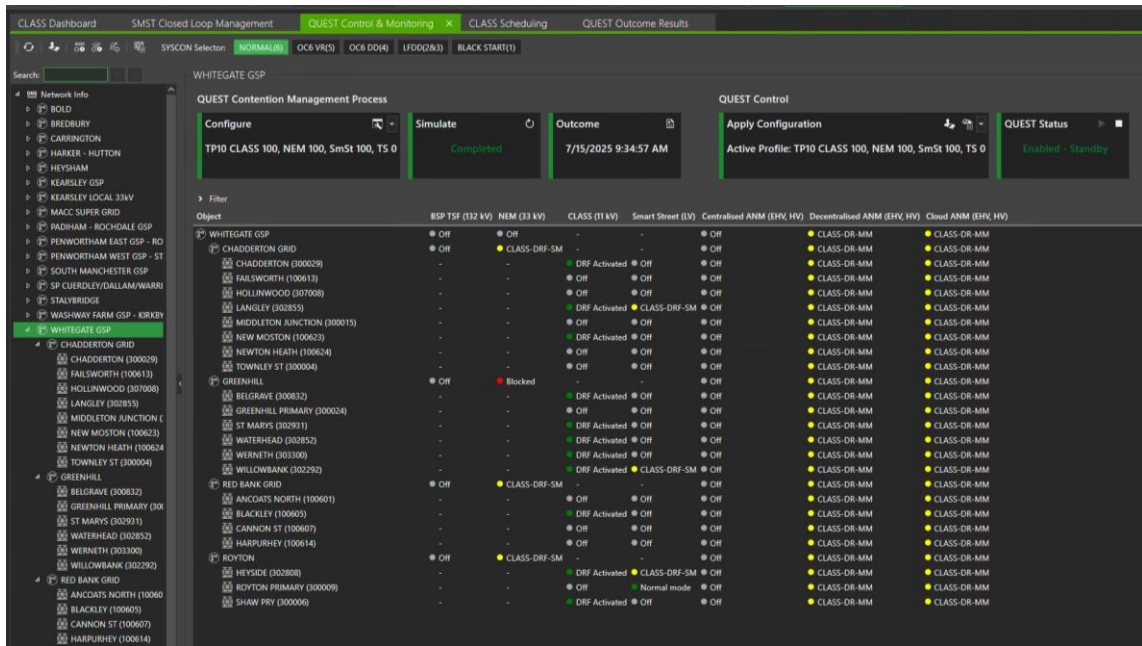 CLASS Dashboard SMST Closed Loop Management QUEST Control & Monitoring × CLASS Scheduling QUEST Outcome Results
SYSCON Selector: NORMAL(6) OC6 VR(5) OC6 DD(4) LFDD(2&3) BLACK START(1)
Search:
Network Info
BOLD
BREDBURY
CARRINGTON
HARKER - HUTTON
HEYSHAM
KEARSLEY GSP
KEARSLEY LOCAL 33kV
MACC SUPER GRID
PADIHAM - ROCHDALE GSP
PENWORTHAM EAST GSP - RO
PENWORTHAM WEST GSP - ST
SOUTH MANCHESTER GSP
SP CUERDLEY/DALLAM/WARRI
STALYBRIDGE
WASHWAY FARM GSP - KIRKBY
WHITEGATE GSP
CHADDERTON GRID
CHADDERTON (300029)
FAILSWORTH (100613)
HOLLINWOOD (307008)
LANGLEY (302855)
MIDDLETON JUNCTION (
NEW MOSTON (100623)
NEWTON HEATH (100624
TOWNLEY ST (300004)
GREENHILL
BELGRAVE (300832)
GREENHILL PRIMARY (300
ST MARYS (302931)
WATERHEAD (302852)
WERNETH (303300)
WILLOWBANK (302292)
RED BANK GRID
ANCOATS NORTH (10060
BLACKLEY (100605)
CANNON ST (100607)
HARPURHEY (100614)
WHITEGATE GSP
QUEST Contention Management Process QUEST Control
Configure Simulate Outcome Apply Configuration QUEST Status
TP10 CLASS 100, NEM 100, SmSt 100, TS 0 Completed 7/15/2025 9:34:57 AM Active Profile: TP10 CLASS 100, NEM 100, SmSt 100, TS 0 Enabled - Standby
Filter
Object BSP TSF (132 kV) NEM (33 kV) CLASS (11 kV) Smart Street (LV) Centralised ANM (EHV, HV) Decentralised ANM (EHV, HV) Cloud ANM (EHV, HV)
WHITEGATE GSP Off Off - - Off CLASS-DR-MM CLASS-DR-MM
CHADDERTON GRID Off CLASS-DRF-SM - - Off CLASS-DR-MM CLASS-DR-MM
CHADDERTON (300029) - - DRF Activated Off Off CLASS-DR-MM CLASS-DR-MM
FAILSWORTH (100613) - - Off Off Off CLASS-DR-MM CLASS-DR-MM
HOLLINWOOD (307008) - - Off Off Off CLASS-DR-MM CLASS-DR-MM
LANGLEY (302855) - - DRF Activated CLASS-DRF-SM Off CLASS-DR-MM CLASS-DR-MM
MIDDLETON JUNCTION (300015) - - Off Off Off CLASS-DR-MM CLASS-DR-MM
NEW MOSTON (100623) - - DRF Activated Off Off CLASS-DR-MM CLASS-DR-MM
NEWTON HEATH (100624) - - Off Off Off CLASS-DR-MM CLASS-DR-MM
TOWNLEY ST (300004) - - Off Off Off CLASS-DR-MM CLASS-DR-MM
GREENHILL Off Blocked - - Off CLASS-DR-MM CLASS-DR-MM
BELGRAVE (300832) - - DRF Activated Off Off CLASS-DR-MM CLASS-DR-MM
GREENHILL PRIMARY (300024) - - Off Off Off CLASS-DR-MM CLASS-DR-MM
ST MARYS (302931) - - DRF Activated Off Off CLASS-DR-MM CLASS-DR-MM
WATERHEAD (302852) - - DRF Activated Off Off CLASS-DR-MM CLASS-DR-MM
WERNETH (303300) - - DRF Activated Off Off CLASS-DR-MM CLASS-DR-MM
WILLOWBANK (302292) - - DRF Activated CLASS-DRF-SM Off CLASS-DR-MM CLASS-DR-MM
RED BANK GRID Off CLASS-DRF-SM - - Off CLASS-DR-MM CLASS-DR-MM
ANCOATS NORTH (100601) - - Off Off Off CLASS-DR-MM CLASS-DR-MM
BLACKLEY (100605) - - Off Off Off CLASS-DR-MM CLASS-DR-MM
CANNON ST (100607) - - Off Off Off CLASS-DR-MM CLASS-DR-MM
HARPURHEY (100614) - - Off Off Off CLASS-DR-MM CLASS-DR-MM
ROYTON Off CLASS-DRF-SM - - Off CLASS-DR-MM CLASS-DR-MM
HEYSIDE (302808) - - DRF Activated CLASS-DRF-SM Off CLASS-DR-MM CLASS-DR-MM
ROYTON PRIMARY (300009) - - Off Normal mode Off CLASS-DR-MM CLASS-DR-MM
SHAW PRY (300006) - - DRF Activated Off Off CLASS-DR-MM CLASS-DR-MM